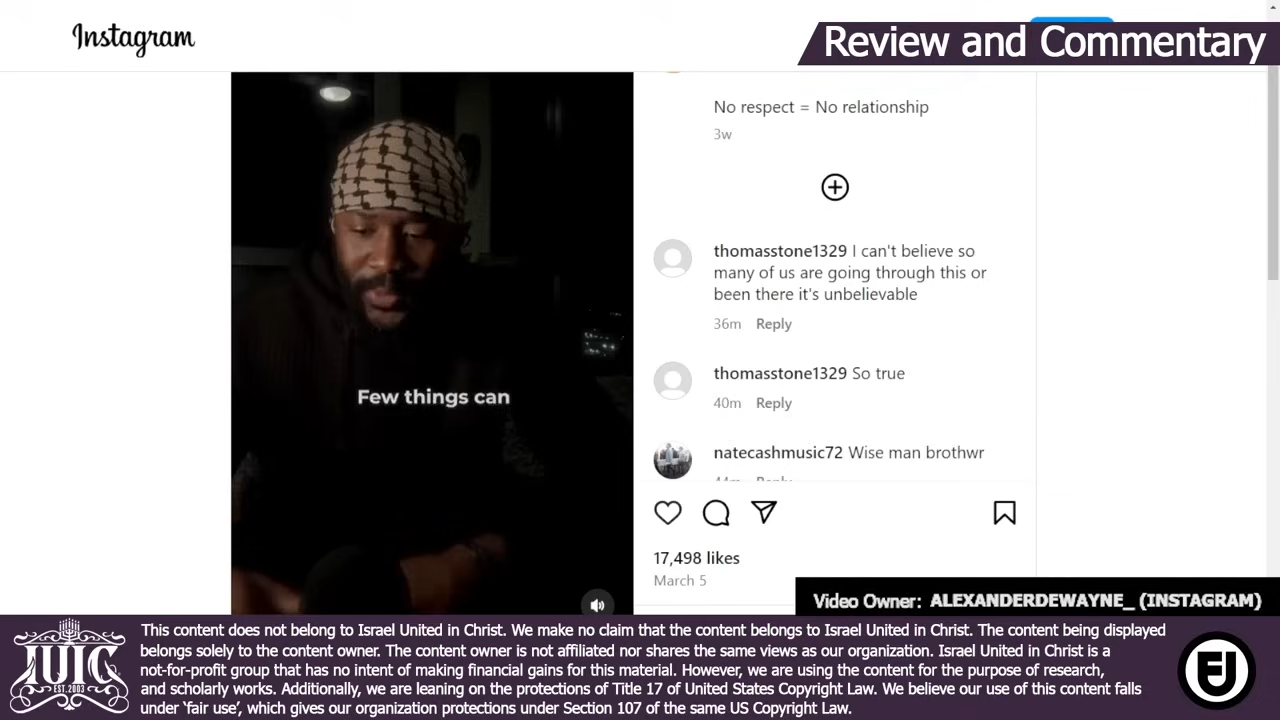 Instagram
Review and Commentary
No respect = No relationship
3w
thomasstone1329 I can't believe so
many of us are going through this or
been there it's unbelievable
36m Reply
thomasstone1329 So true
40m Reply
natecashmusic72 Wise man brothwr
44m Reply
Few things can
17,498 likes
March 5
Video Owner: ALEXANDERDEWAYNE_ (INSTAGRAM)
IUIC
EST.2003
This content does not belong to Israel United in Christ. We make no claim that the content belongs to Israel United in Christ. The content being displayed
belongs solely to the content owner. The content owner is not affiliated nor shares the same views as our organization. Israel United in Christ is a
not-for-profit group that has no intent of making financial gains for this material. However, we are using the content for the purpose of research,
and scholarly works. Additionally, we are leaning on the protections of Title 17 of United States Copyright Law. We believe our use of this content falls
under ‘fair use’, which gives our organization protections under Section 107 of the same US Copyright Law.